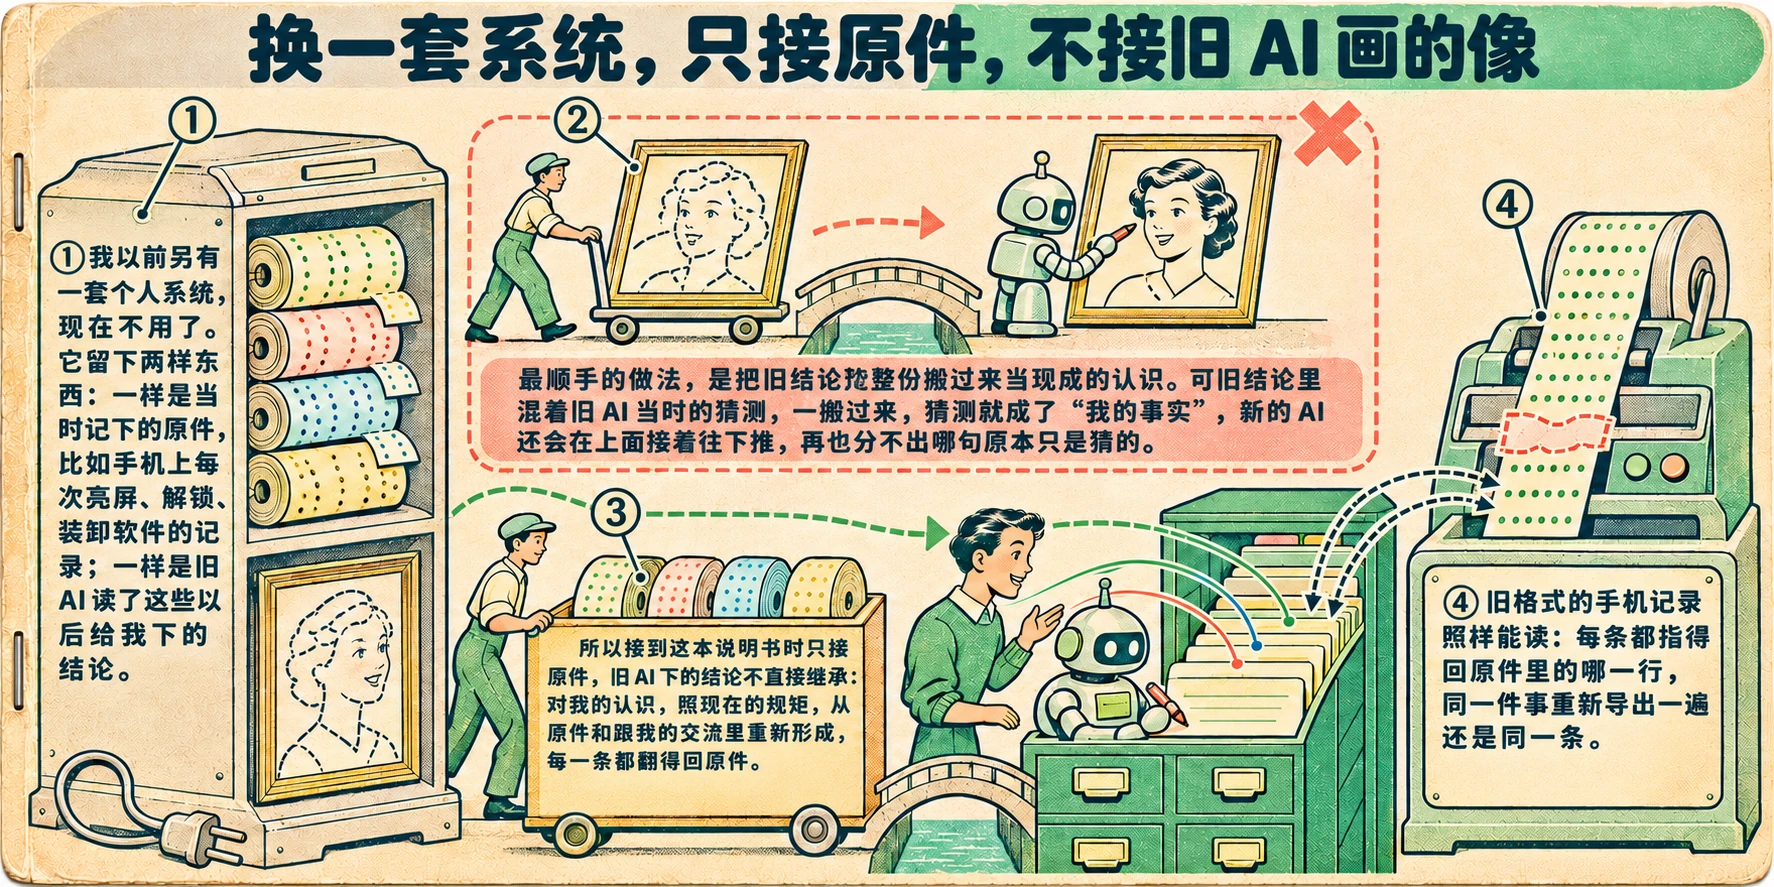 换一套系统，只接原件，不接旧 AI 画的像
①
①我以前另有
一套个人系统，
现在不用了。
它留下两样东
西：一样是当
时记下的原件，
比如手机上每
次亮屏、解锁、
装卸软件的记
录；一样是旧
AI 读了这些以
后给我下的
结论。
②
最顺手的做法，是把旧结论整份搬过来当现成的认识。可旧结论里
混着旧 AI 当时的猜测，一搬过来，猜测就成了“我的事实”，新的 AI
还会在上面接着往下推，再也分不出哪句原本只是猜的。
③
所以接到这本说明书时只接
原件，旧 AI 下的结论不直接继承：
对我的认识，照现在的规矩，从
原件和跟我的交流里重新形成，
每一条都翻得回原件。
④
④ 旧格式的手机记录
照样能读：每条都指得
回原件里的哪一行，
同一件事重新导出一遍
还是同一条。